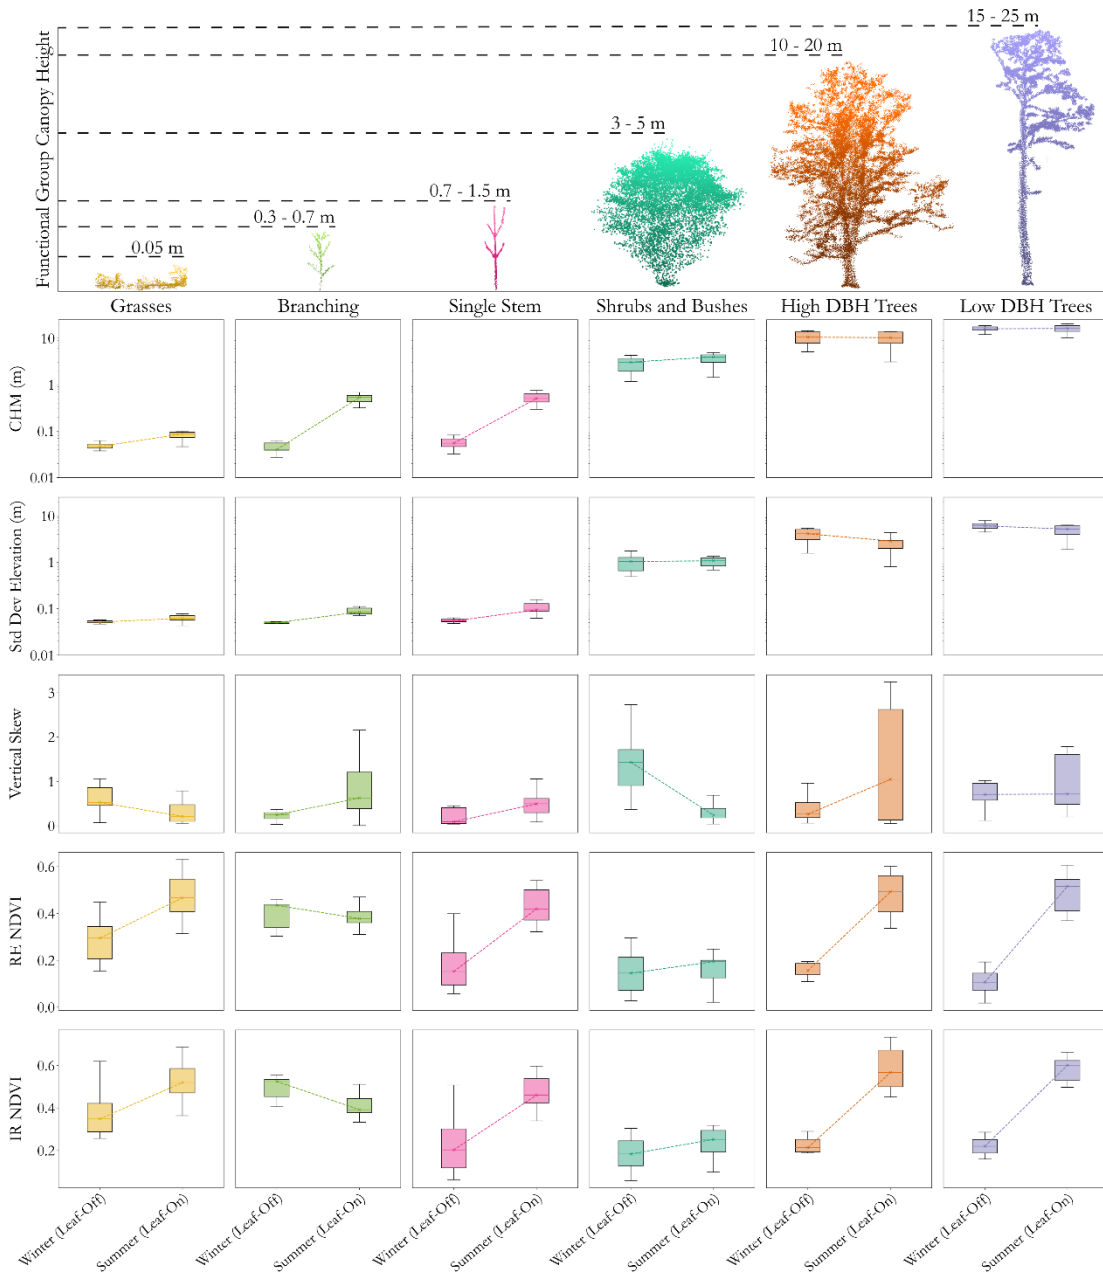 15 - 25 m
10 - 20 m
3 - 5 m
0.7 - 1.5 m
0.3 - 0.7 m
0.05 m
Functional Group Canopy Height
Grasses
Branching
Single Stem
Shrubs and Bushes
High DBH Trees
Low DBH Trees
CHM (m)
10
1
0.1
0.01
Std Dev Elevation (m)
10
1
0.1
0.01
Vertical Skew
3
2
1
0
RE NDVI
0.6
0.4
0.2
0.0
IR NDVI
0.6
0.4
0.2
Winter (Leaf-Off)
Summer (Leaf-On)
Winter (Leaf-Off)
Summer (Leaf-On)
Winter (Leaf-Off)
Summer (Leaf-On)
Winter (Leaf-Off)
Summer (Leaf-On)
Winter (Leaf-Off)
Summer (Leaf-On)
Winter (Leaf-Off)
Summer (Leaf-On)